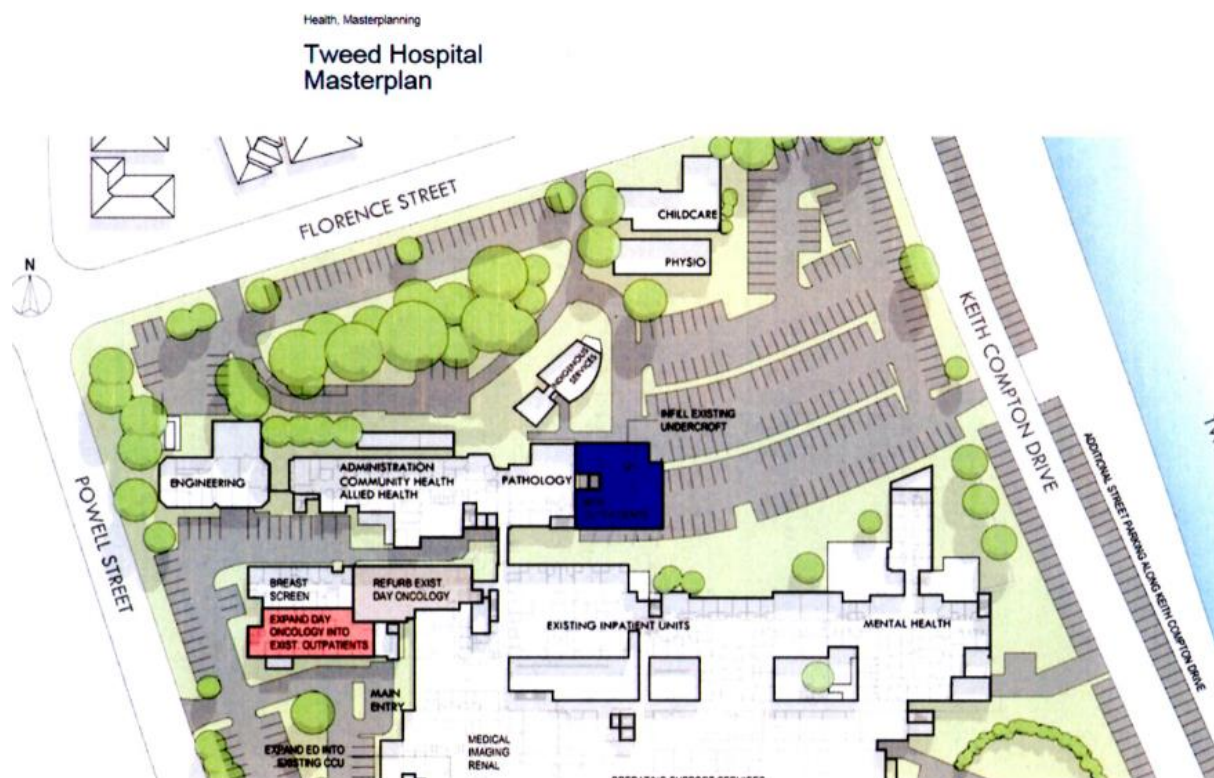 Health, Masterplanning
Tweed Hospital
Masterplan
FLORENCE STREET
CHILDCARE
PHYSIO
N
KEITH COMPTON DRIVE
INDIGENOUS
SERVICES
INFILL EXISTING
UNDERCROFT
ADMINISTRATION
COMMUNITY HEALTH
ALLIED HEALTH
ENGINEERING
PATHOLOGY
ADDITIONAL STREET PARKING ALONG KEITH COMPTON DRIVE
POWELL STREET
BREAST
SCREEN
REFURB EXIST.
DAY ONCOLOGY
EXPAND DAY
ONCOLOGY INTO
EXIST. OUTPATIENTS
EXISTING INPATIENT UNITS
MENTAL HEALTH
MAIN
ENTRY
EXPAND ED INTO
EXISTING CCU
MEDICAL
IMAGING
RENAL